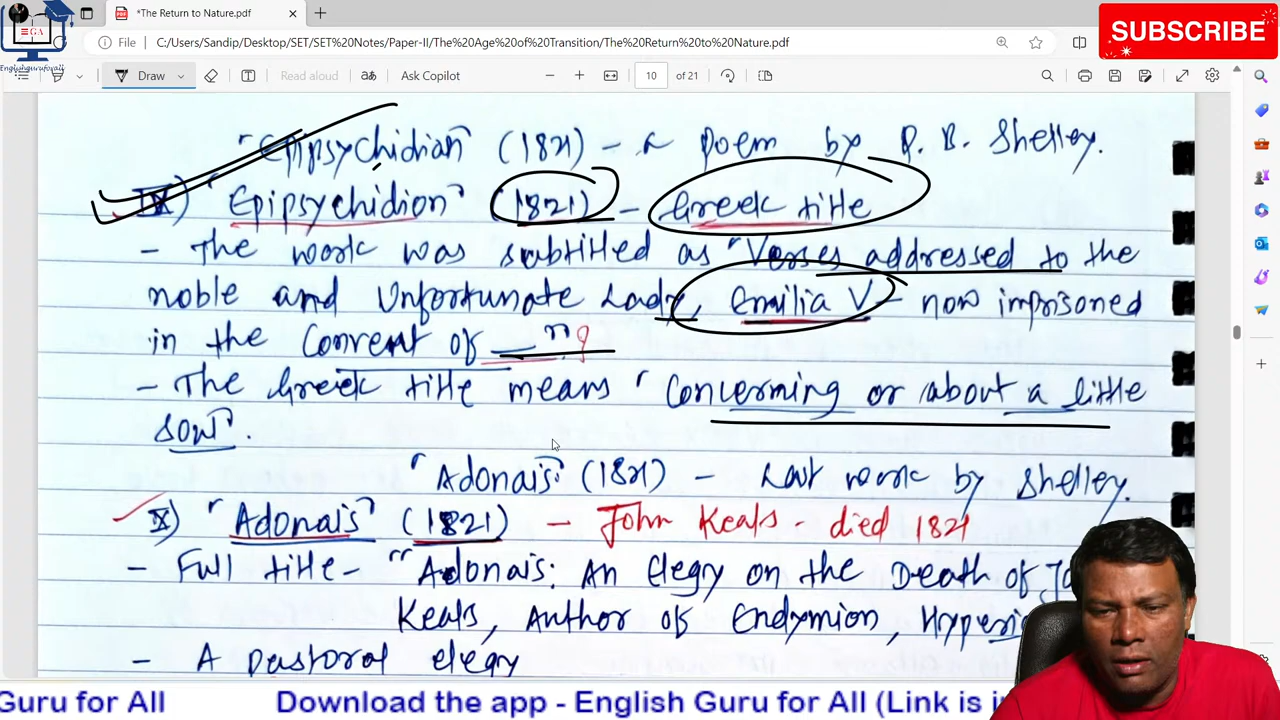 *The Return to Nature.pdf
SUBSCRIBE
EGA
Englishguruforall
File C:/Users/Sandip/Desktop/SET/SET%20Notes/Paper-II/The%20Age%20of%20Transition/The%20Return%20to%20Nature.pdf
Draw Read aloud Ask Copilot 10 of 21
"Epipsychidian" (1821) - A poem by P. B. Shelley.
IX) "Epipsychidion" (1821) - Greek title
- The work was subtitled as "Verses addressed to the
noble and Unfortunate Lady, Emilia V - now imprisoned
in the Convent of __" ?
- The Greek title means "Concerning or about a little
soul".
"Adonais" (1821) - Last work by Shelley.
X) "Adonais" (1821) - John Keats - died 1821
- Full title - "Adonais: An Elegy on the Death of
Keats, Author of Endymion, Hyperi
- A pastoral elegy
Guru for All Download the app - English Guru for All (Link is in